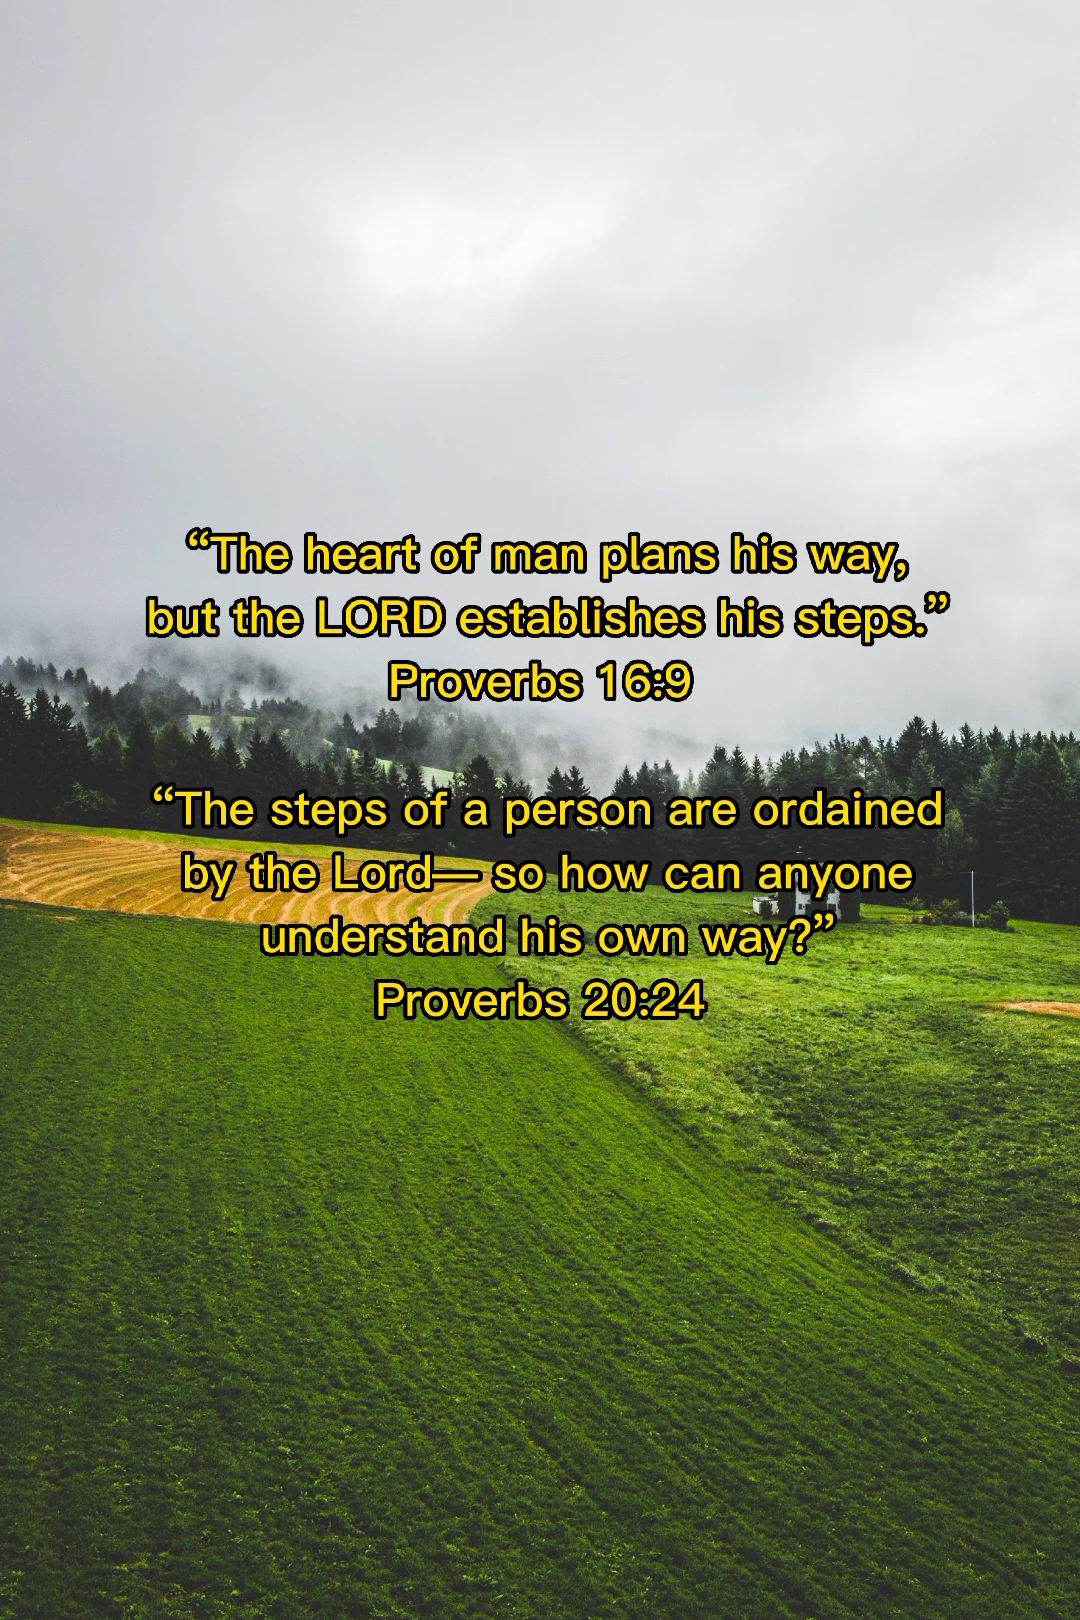 “The heart of man plans his way,
but the LORD establishes his steps.”
Proverbs 16:9
“The steps of a person are ordained
by the Lord— so how can anyone
understand his own way?”
Proverbs 20:24